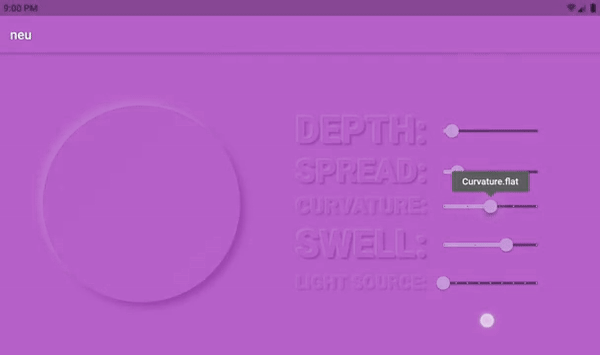 9:00 PM
neu
DEPTH:
SPREAD:
Curvature.flat
CURVATURE:
SWELL:
LIGHT SOURCE: